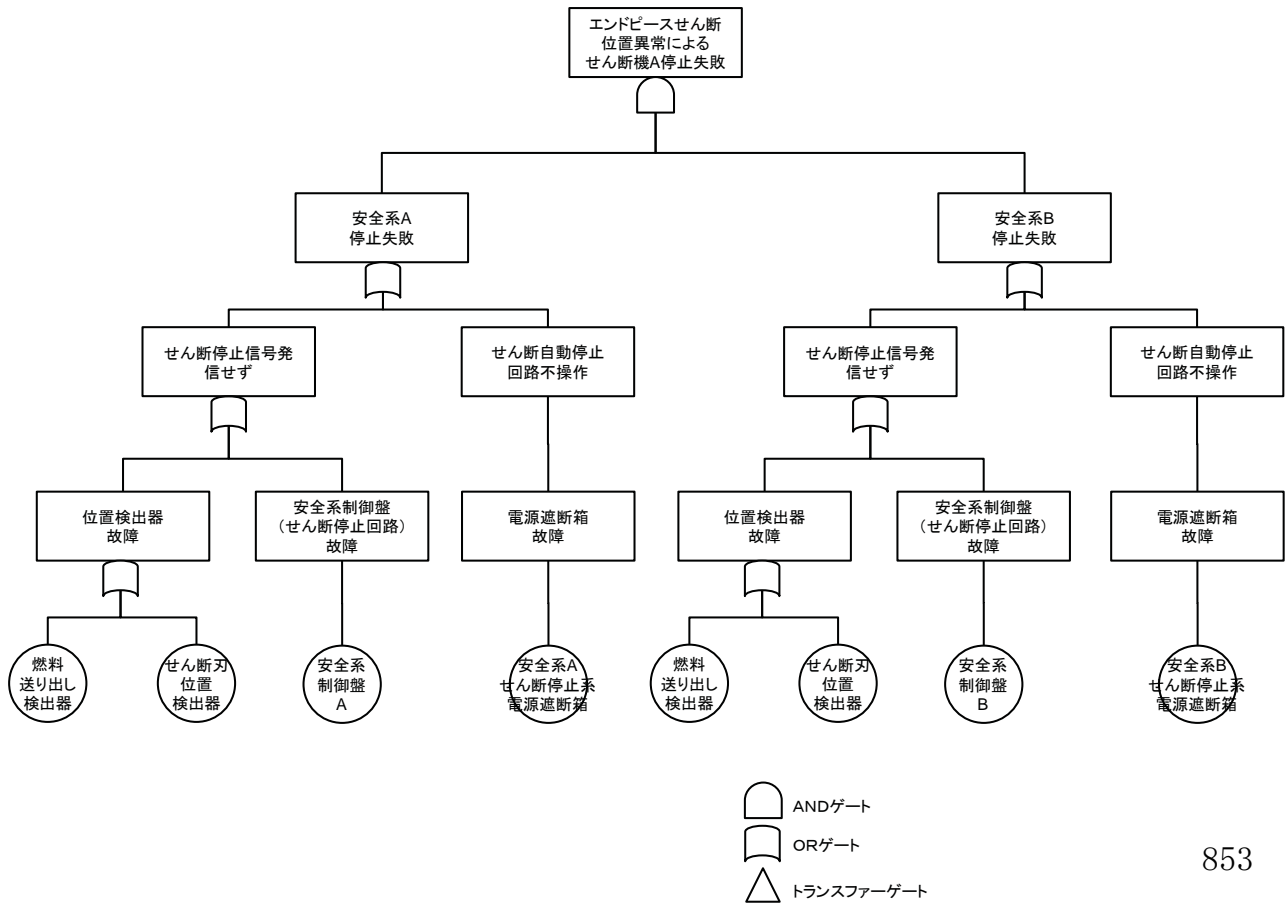 エンドピースせん断
位置異常による
せん断機A停止失敗
安全系A
停止失敗
安全系B
停止失敗
せん断停止信号発
信せず
せん断自動停止
回路不操作
せん断停止信号発
信せず
せん断自動停止
回路不操作
位置検出器
故障
安全系制御盤
（せん断停止回路）
故障
電源遮断箱
故障
位置検出器
故障
安全系制御盤
（せん断停止回路）
故障
電源遮断箱
故障
燃料
送り出し
検出器
せん断刃
位置
検出器
安全系
制御盤
A
安全系A
せん断停止系
電源遮断箱
燃料
送り出し
検出器
せん断刃
位置
検出器
安全系
制御盤
B
安全系B
せん断停止系
電源遮断箱
ANDゲート
ORゲート
トランスファーゲート
853